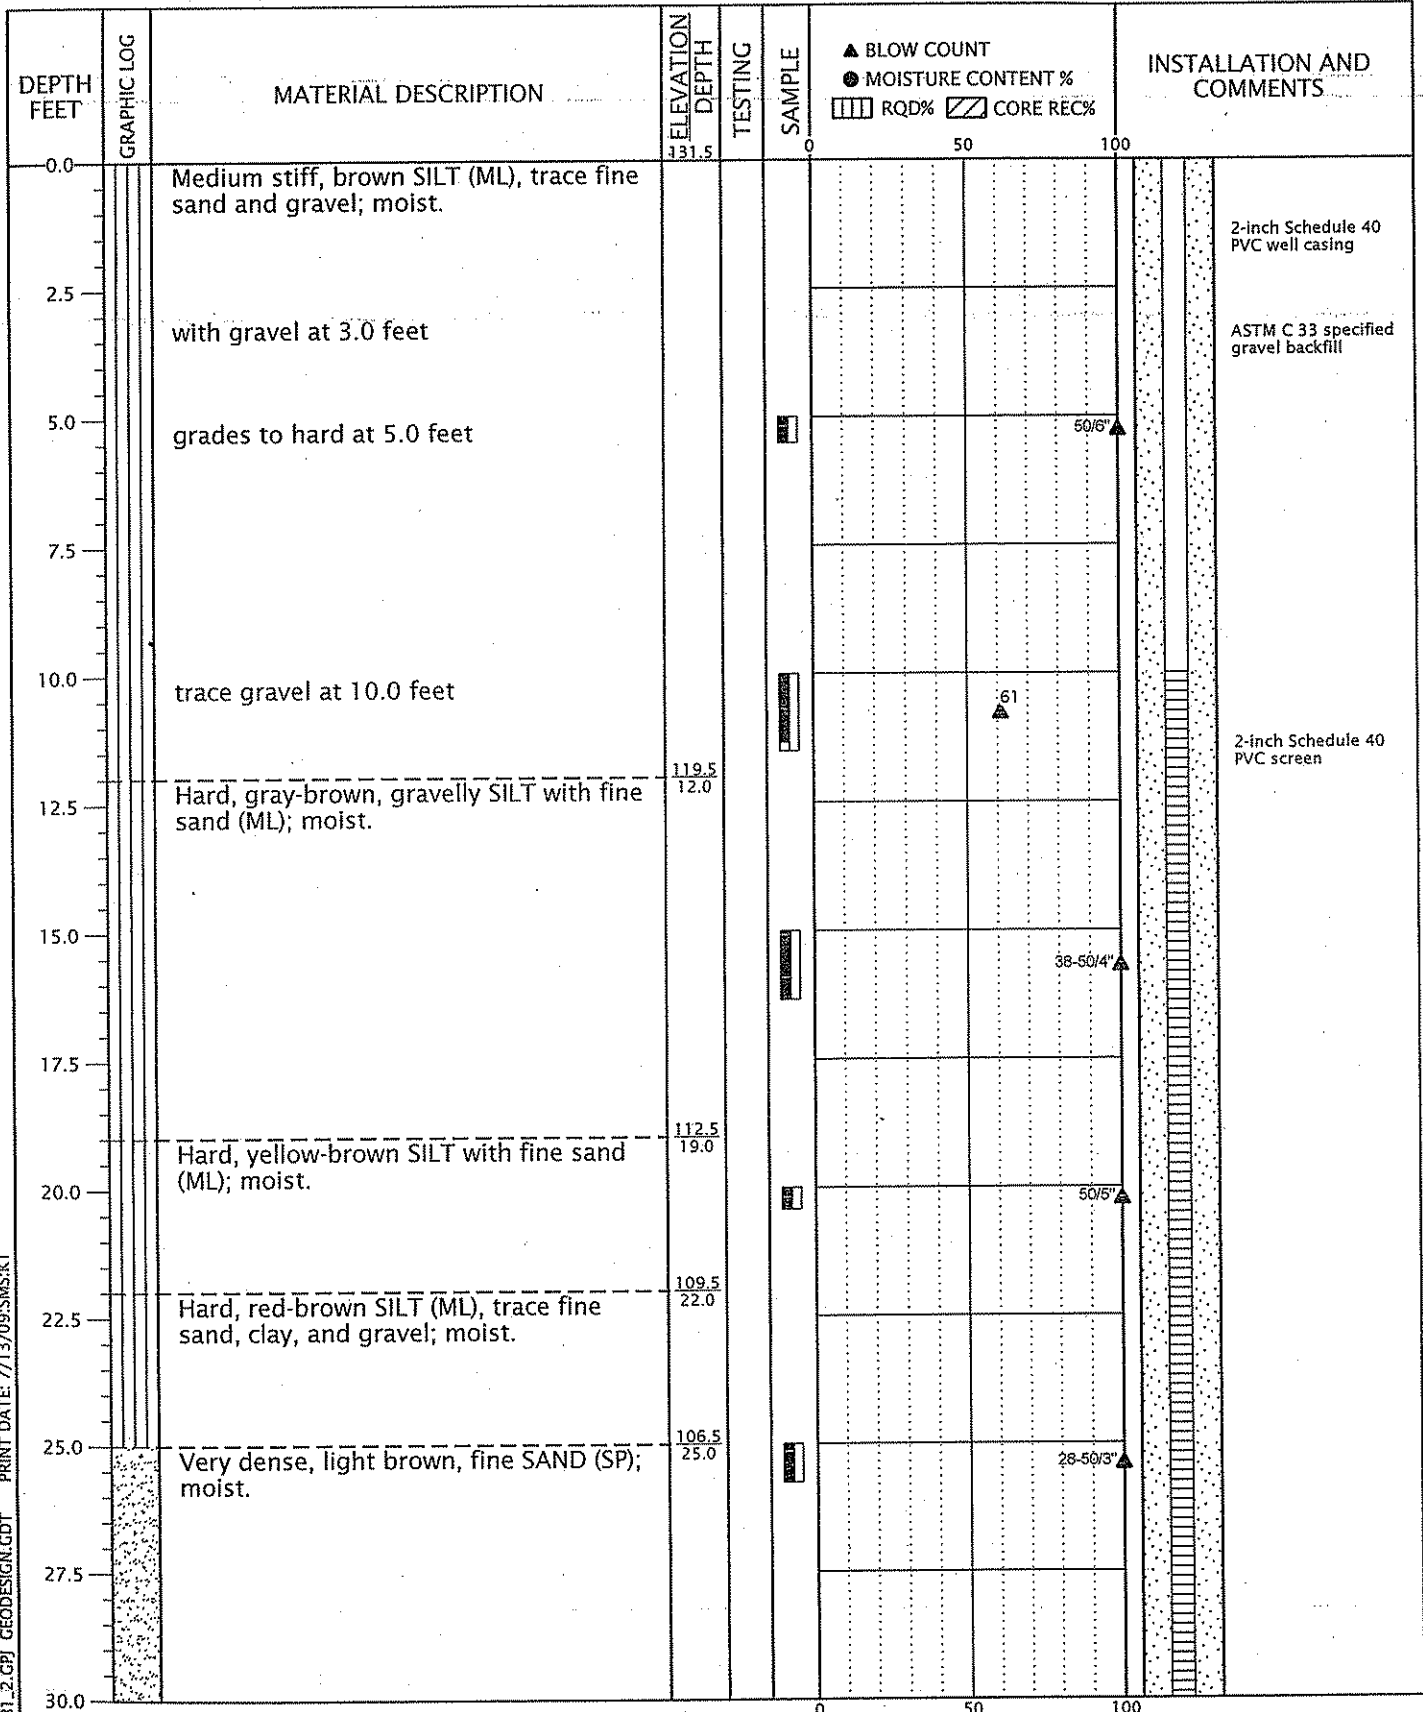 DEPTH
FEET
GRAPHIC LOG
MATERIAL DESCRIPTION
ELEVATION
DEPTH
TESTING
SAMPLE
▲ BLOW COUNT
● MOISTURE CONTENT %
RQD% CORE REC%
INSTALLATION AND
COMMENTS
131.5
0 50 100
0.0
Medium stiff, brown SILT (ML), trace fine
sand and gravel; moist.
2-inch Schedule 40
PVC well casing
2.5
with gravel at 3.0 feet
ASTM C 33 specified
gravel backfill
5.0
grades to hard at 5.0 feet
50/6"
7.5
10.0
trace gravel at 10.0 feet
61
2-inch Schedule 40
PVC screen
119.5
12.0
12.5
Hard, gray-brown, gravelly SILT with fine
sand (ML); moist.
15.0
38-50/4"
17.5
112.5
19.0
Hard, yellow-brown SILT with fine sand
(ML); moist.
20.0
50/5"
109.5
22.0
22.5
Hard, red-brown SILT (ML), trace fine
sand, clay, and gravel; moist.
25.0
106.5
25.0
Very dense, light brown, fine SAND (SP);
moist.
28-50/3"
27.5
30.0
0 50 100
2.GPJ GEODESIGN.GDT PRINT DATE: 7/13/09:SMS:KT